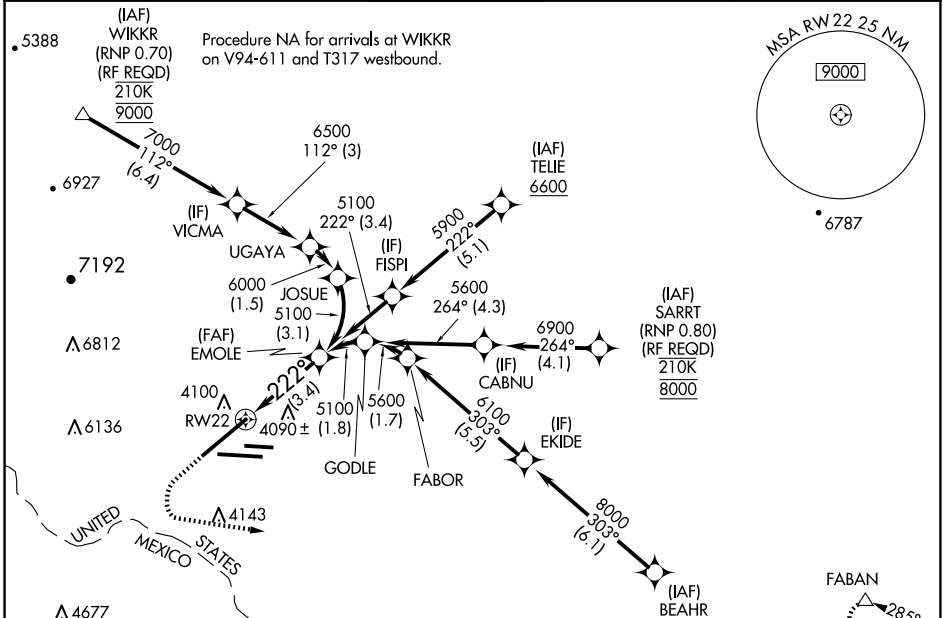 (IAF)
WIKKR
(RNP 0.70)
(RF REQD)
210K
9000
5388
Procedure NA for arrivals at WIKKR
on V94-611 and T317 westbound.
MSA RW22 25 NM
9000
7000
112°
(6.4)
6500
112° (3)
(IAF)
TELIE
6600
6927
5100
222° (3.4)
5900
222°
(5.1)
6787
(IF)
VICMA
UGAYA
(IF)
FISPI
7192
6000
(1.5)
JOSUE
5600
264° (4.3)
(IAF)
SARRT
(RNP 0.80)
(RF REQD)
210K
8000
5100
(3.1)
6900
264°
(4.1)
6812
(FAF)
EMOLE
(IF)
CABNU
222°
(3.4)
4100
RW22
4090 ±
5100
(1.8)
5600
(1.7)
6100
303°
(5.5)
6136
(IF)
EKIDE
GODLE
FABOR
8000
303°
(6.1)
4143
UNITED STATES
MEXICO
(IAF)
BEAHR
FABAN
285°
4677